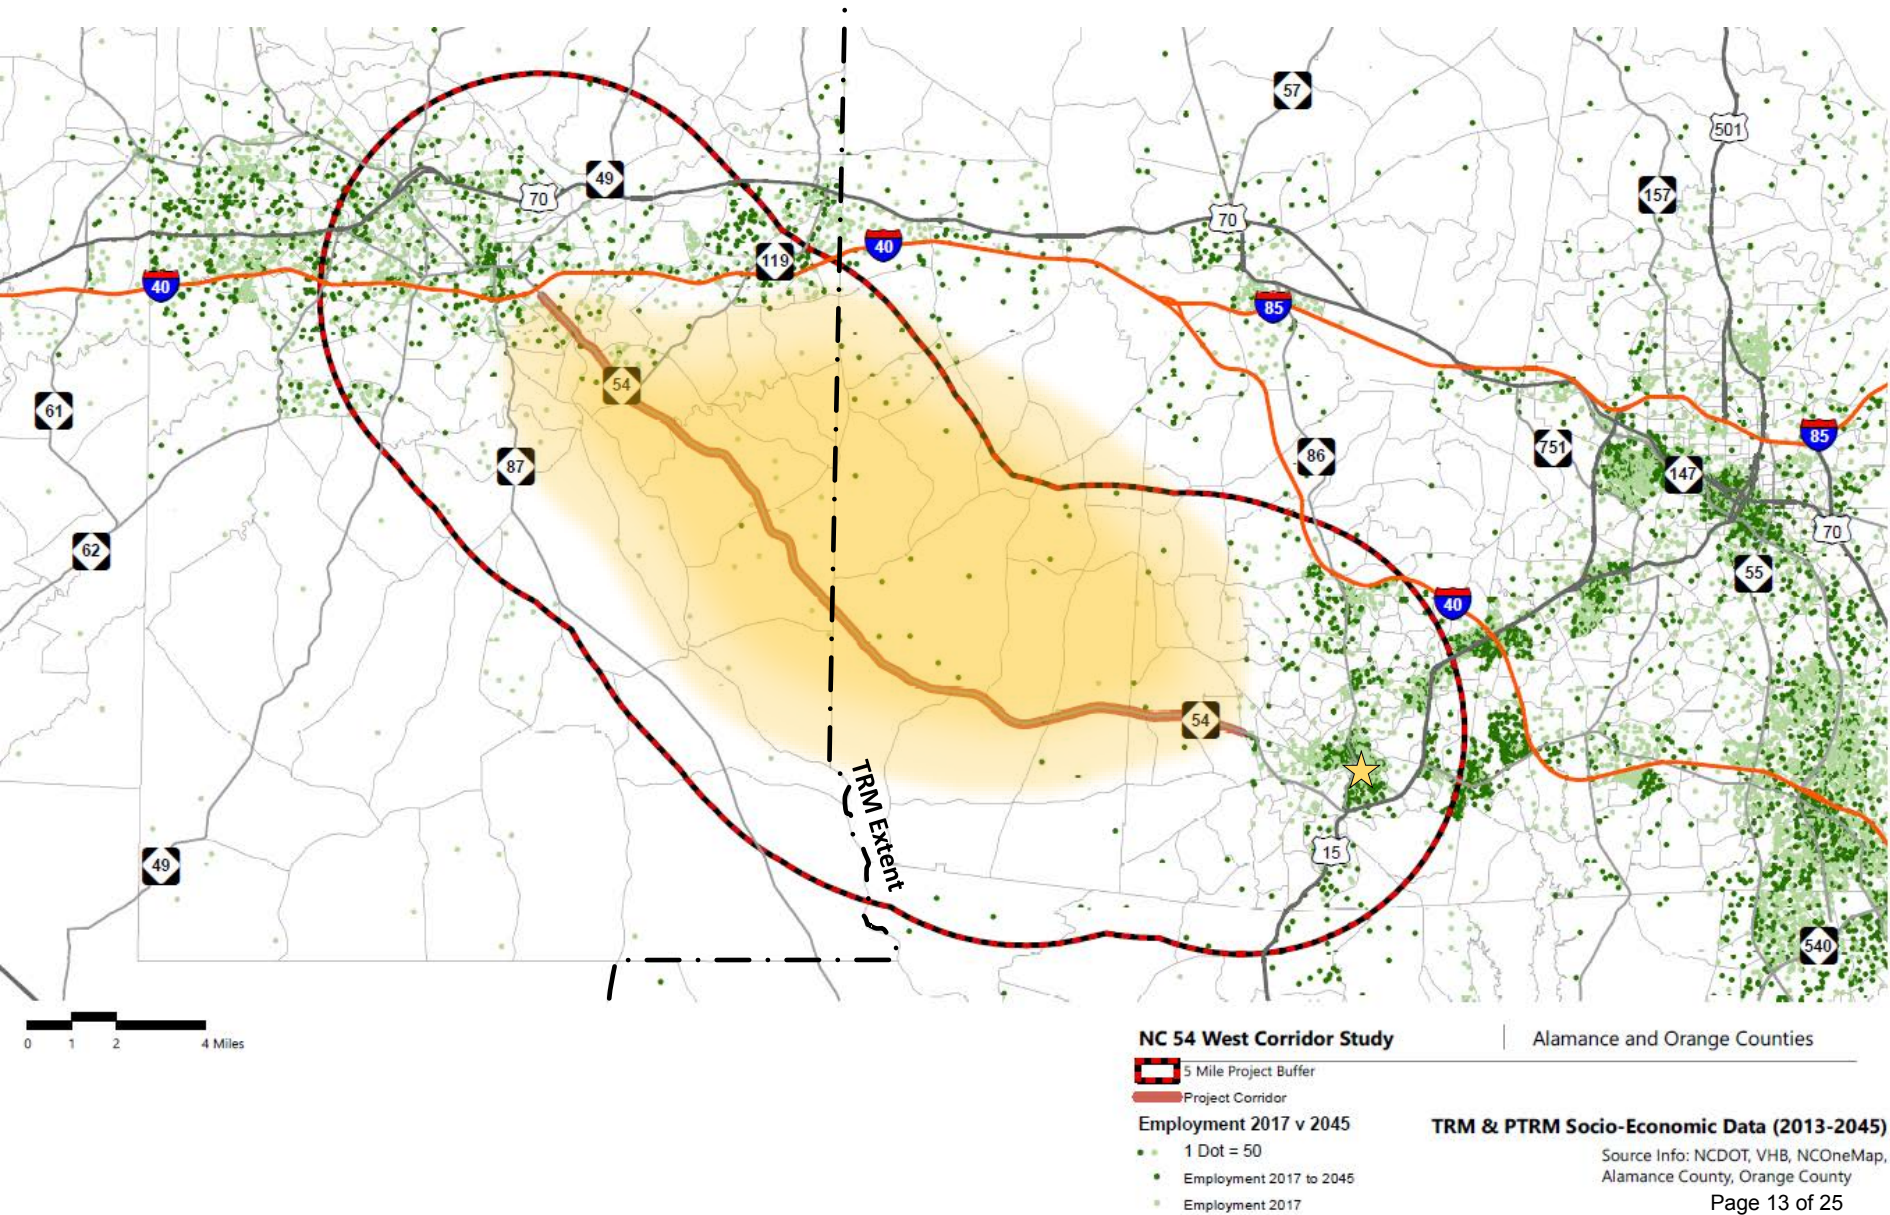 57
501
49
70
157
70
119
40
40
85
54
61
85
751
86
87
147
70
62
55
40
54
TRM Extent
15
49
540
0 1 2 4 Miles
NC 54 West Corridor Study | Alamance and Orange Counties
5 Mile Project Buffer
Project Corridor
Employment 2017 v 2045
1 Dot = 50
Employment 2017 to 2045
Employment 2017
TRM & PTRM Socio-Economic Data (2013-2045)
Source Info: NCDOT, VHB, NCOneMap,
Alamance County, Orange County
Page 13 of 25